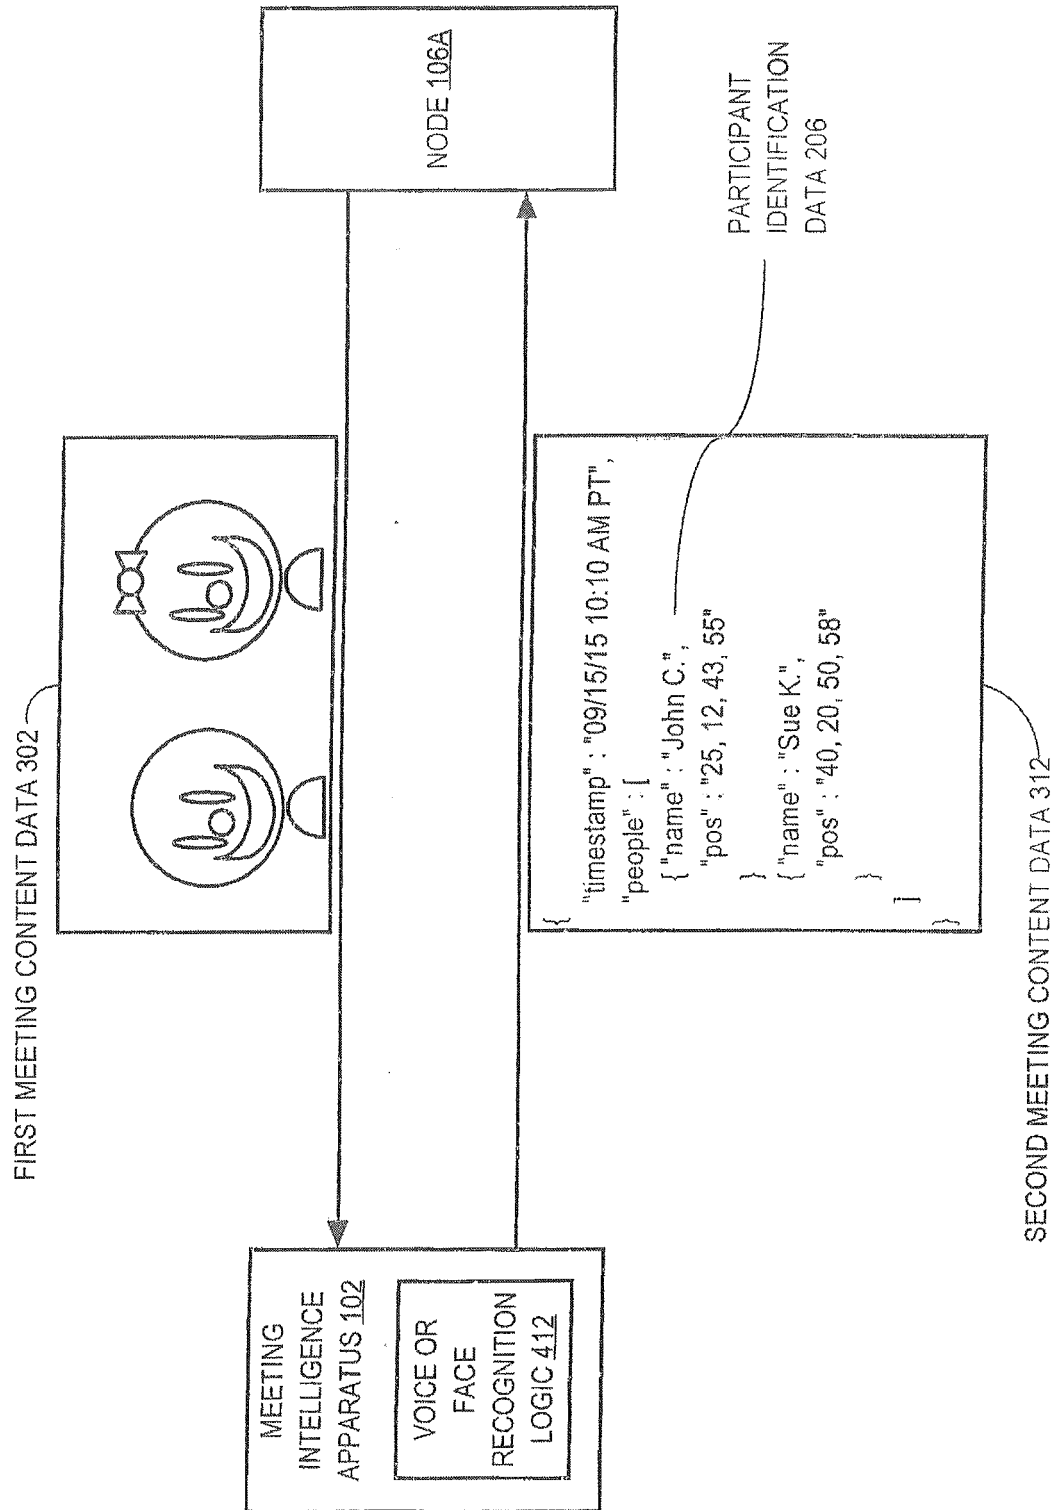 FIRST MEETING CONTENT DATA 302
MEETING
INTELLIGENCE
APPARATUS 102
VOICE OR
FACE
RECOGNITION
LOGIC 412
NODE 106A
{
"timestamp" : "09/15/15 10:10 AM PT",
"people" : [
{ "name" : "John C.",
"pos" : "25, 12, 43, 55"
}
{ "name" : "Sue K.",
"pos" : "40, 20, 50, 58"
}
]
}
PARTICIPANT
IDENTIFICATION
DATA 206
SECOND MEETING CONTENT DATA 312